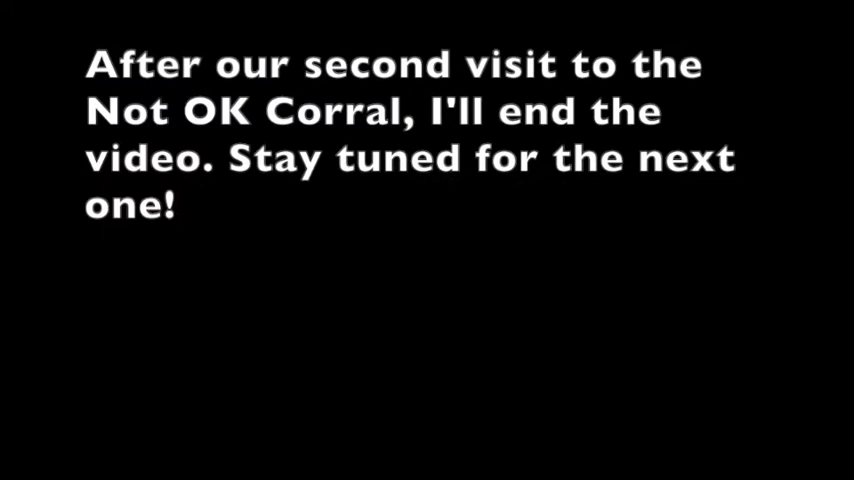 After our second visit to the
Not OK Corral, I'll end the
video. Stay tuned for the next
one!